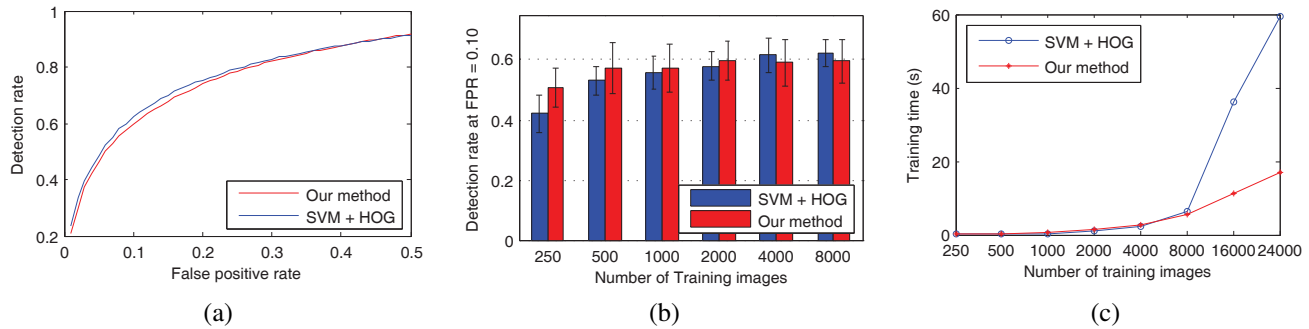 1
0.8
0.6
0.4
0.2
0 0.1 0.2 0.3 0.4 0.5
Detection rate
False positive rate
Our method
SVM + HOG
(a)
0.6
0.4
0.2
0
250 500 1000 2000 4000 8000
Detection rate at FPR = 0.10
Number of Training images
SVM + HOG
Our method
(b)
60
40
20
0
250 500 1000 2000 4000 8000 16000 24000
Training time (s)
Number of training images
SVM + HOG
Our method
(c)